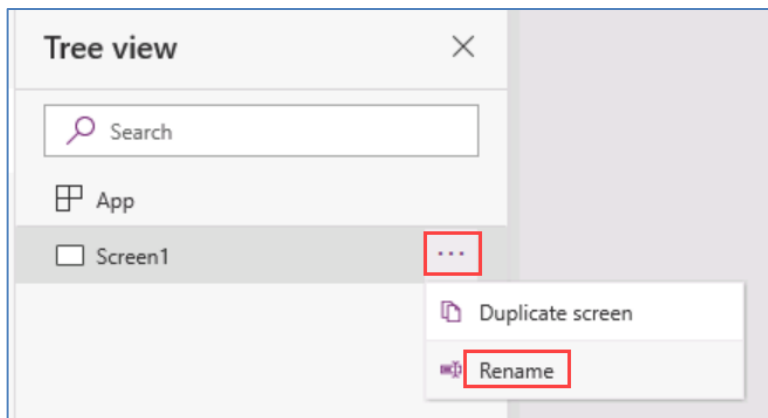 Tree view
Search
App
Screen1
Duplicate screen
Rename